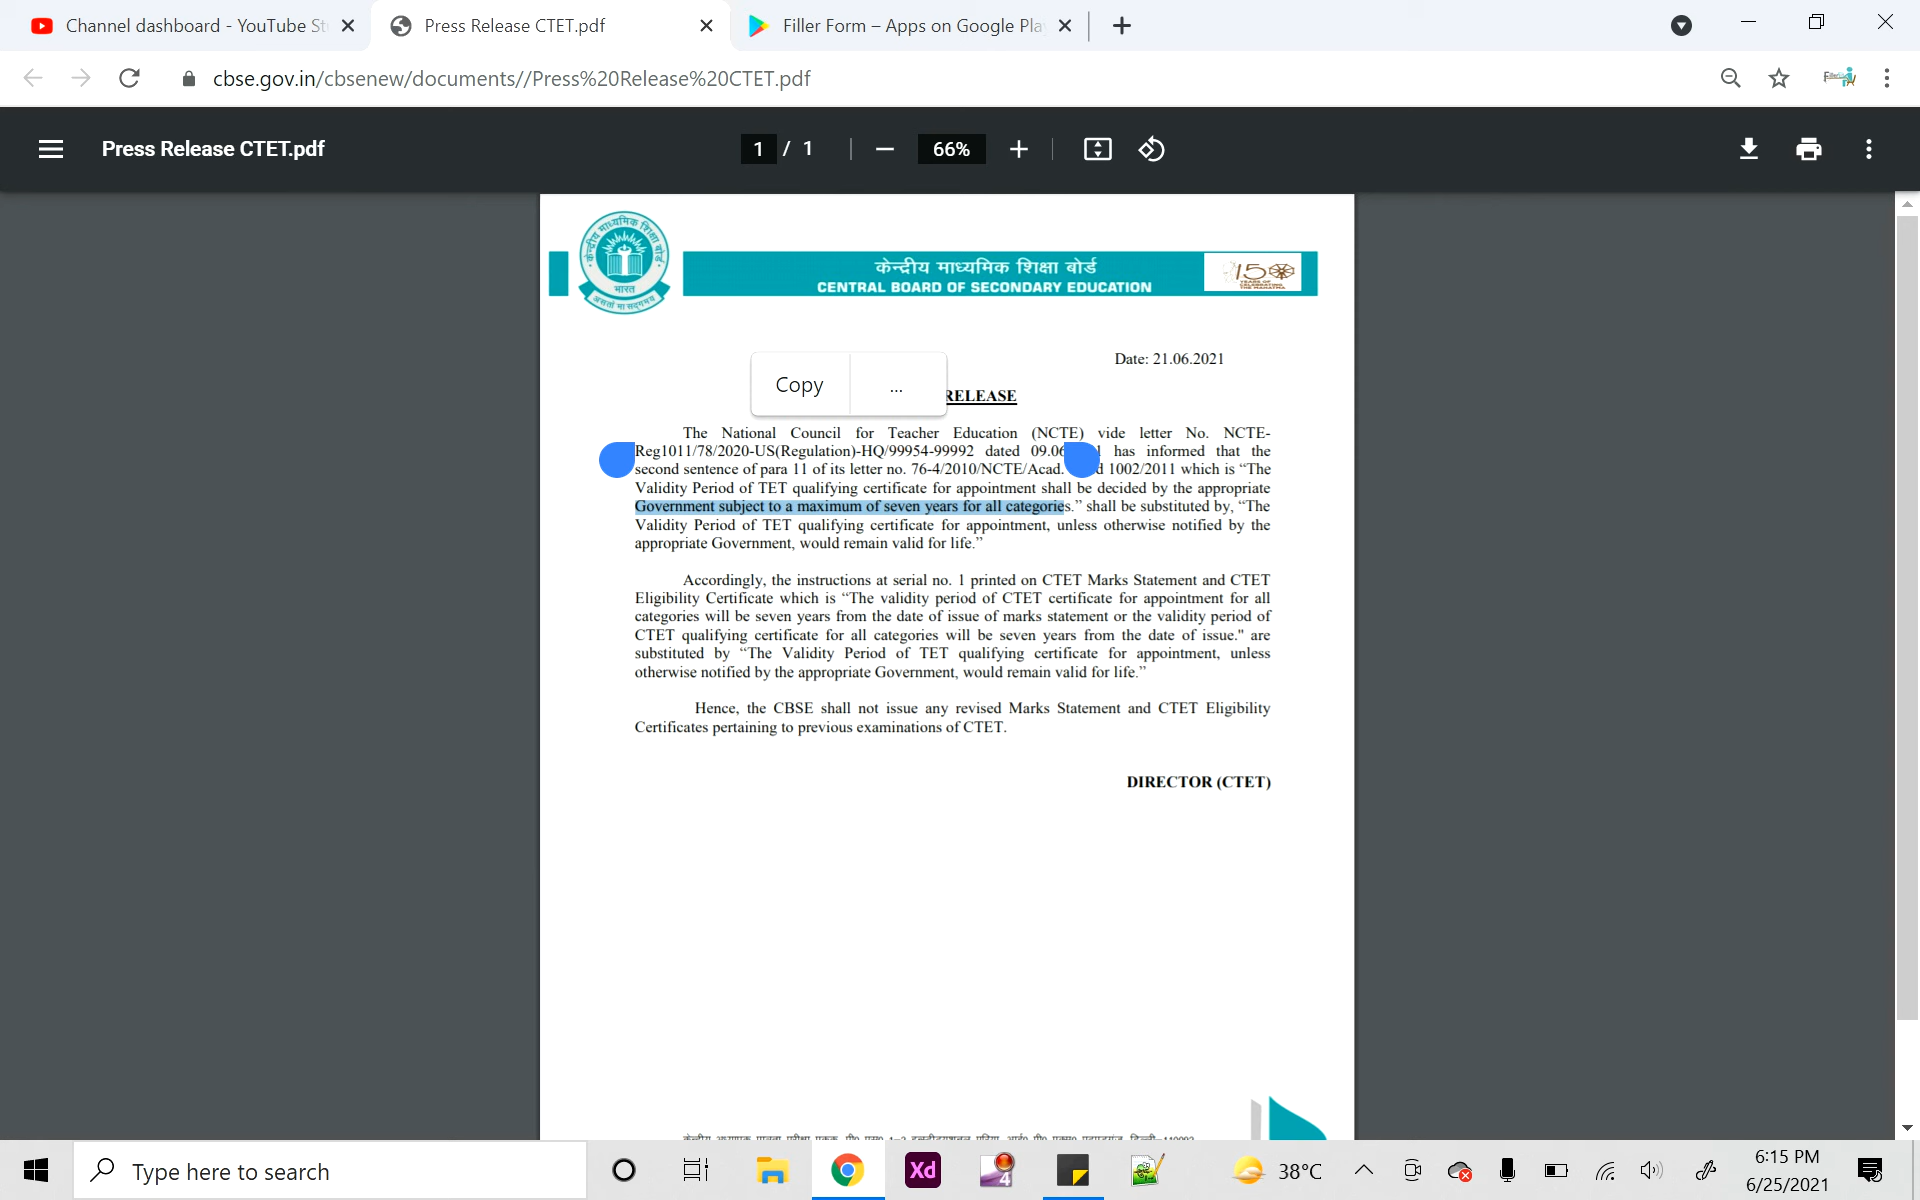 Channel dashboard - YouTube St
Press Release CTET.pdf
Filler Form – Apps on Google Pla
cbse.gov.in/cbsenew/documents//Press%20Release%20CTET.pdf
Press Release CTET.pdf
1 / 1
66%
केन्द्रीय माध्यमिक शिक्षा बोर्ड
भारत
असतो मा सद्गमय
केन्द्रीय माध्यमिक शिक्षा बोर्ड
CENTRAL BOARD OF SECONDARY EDUCATION
150
YEARS OF
CELEBRATING
THE MAHATMA
Date: 21.06.2021
Copy
...
RELEASE
The National Council for Teacher Education (NCTE) vide letter No. NCTE-
Reg1011/78/2020-US(Regulation)-HQ/99954-99992 dated 09.06 has informed that the
second sentence of para 11 of its letter no. 76-4/2010/NCTE/Acad. d 1002/2011 which is “The
Validity Period of TET qualifying certificate for appointment shall be decided by the appropriate
Government subject to a maximum of seven years for all categories.” shall be substituted by, “The
Validity Period of TET qualifying certificate for appointment, unless otherwise notified by the
appropriate Government, would remain valid for life.”
Accordingly, the instructions at serial no. 1 printed on CTET Marks Statement and CTET
Eligibility Certificate which is “The validity period of CTET certificate for appointment for all
categories will be seven years from the date of issue of marks statement or the validity period of
CTET qualifying certificate for all categories will be seven years from the date of issue." are
substituted by “The Validity Period of TET qualifying certificate for appointment, unless
otherwise notified by the appropriate Government, would remain valid for life.”
Hence, the CBSE shall not issue any revised Marks Statement and CTET Eligibility
Certificates pertaining to previous examinations of CTET.
DIRECTOR (CTET)
Type here to search
Xd
4
38°C
6:15 PM
6/25/2021